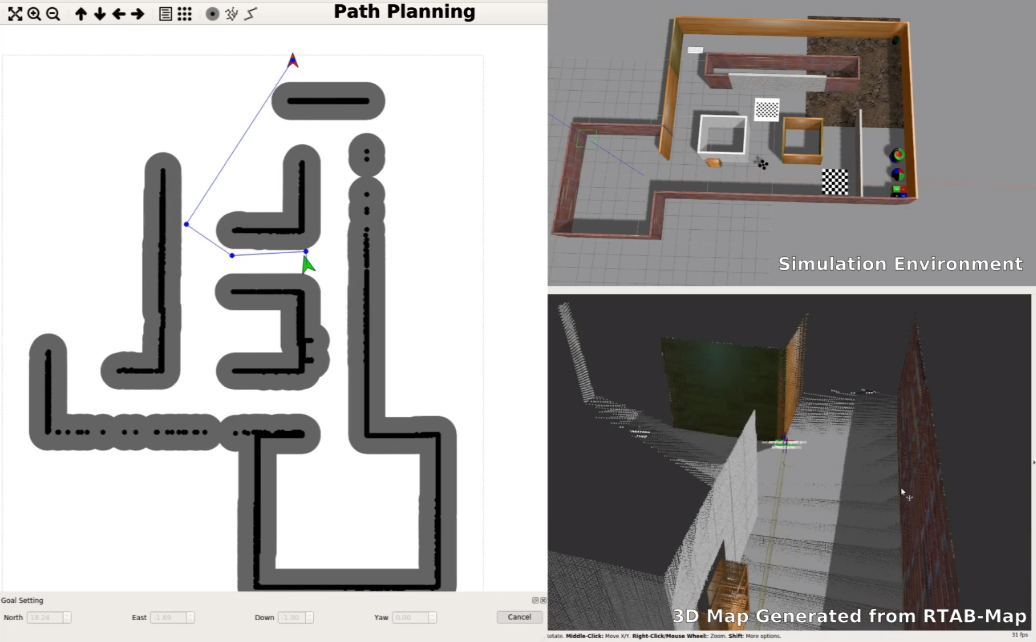 Path Planning
Goal Setting
North 18.24 East -1.69 Down -1.00 Yaw 0.00 Cancel
Simulation Environment
3D Map Generated from RTAB-Map
Middle-Click: Move X/Y. Right-Click/Mouse Wheel: Zoom. Shift: More options.
31 fps